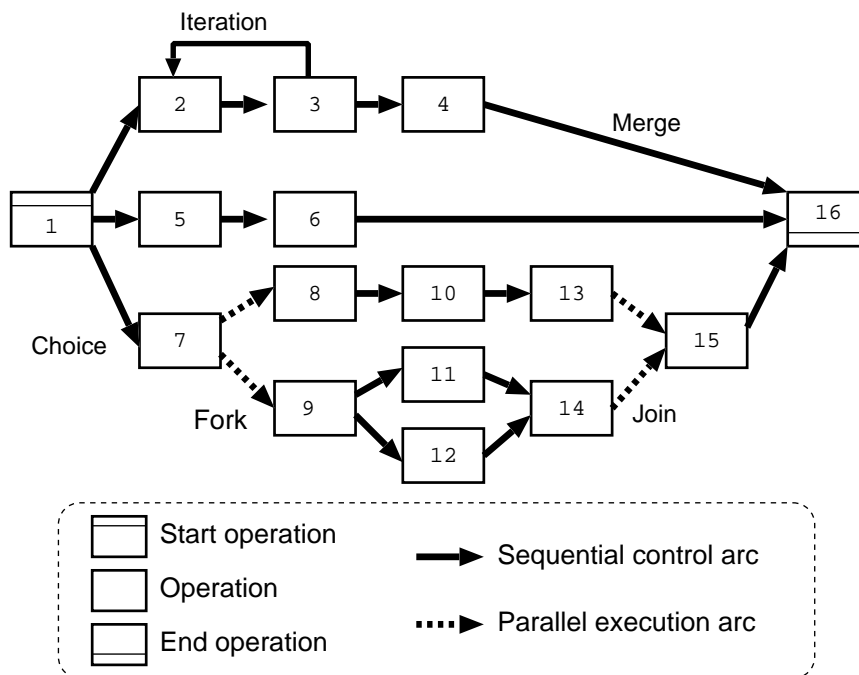 Iteration
2 3 4
Merge
1 5 6 16
8 10 13
Choice 7 15
11
9 14
Fork Join
12
Start operation
Sequential control arc
Operation
Parallel execution arc
End operation